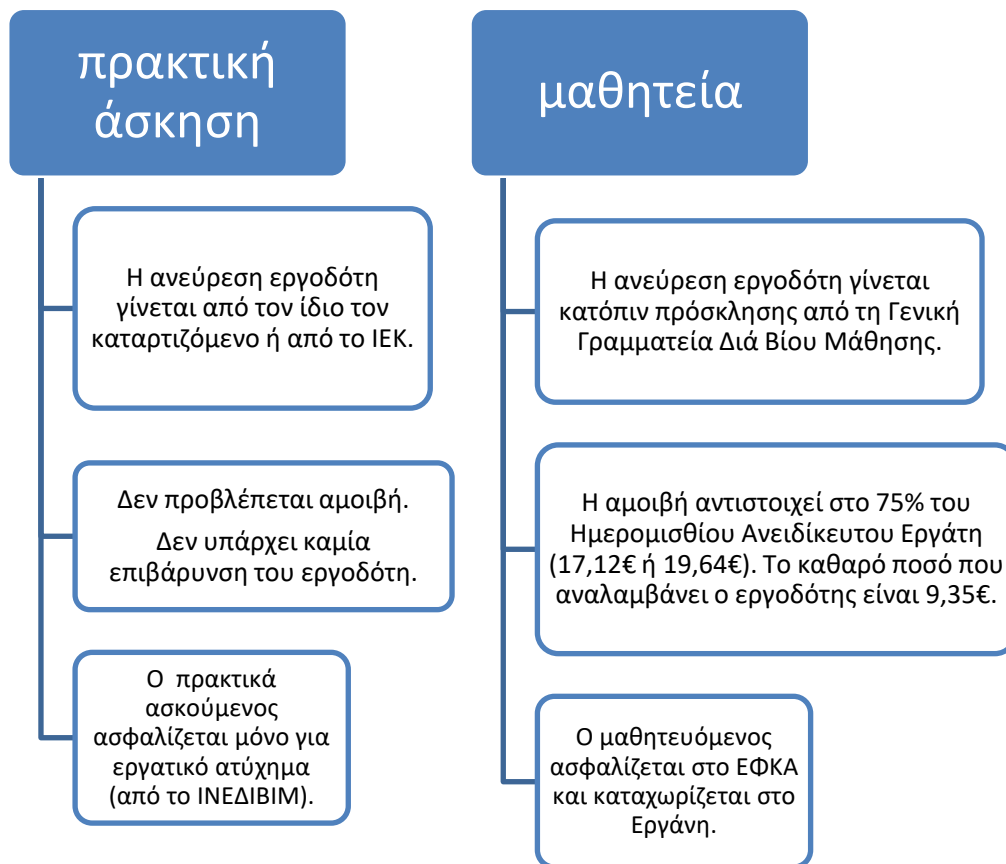 πρακτική
άσκηση
Η ανεύρεση εργοδότη
γίνεται από τον ίδιο τον
καταρτιζόμενο ή από το ΙΕΚ.
Δεν προβλέπεται αμοιβή.
Δεν υπάρχει καμία
επιβάρυνση του εργοδότη.
Ο πρακτικά
ασκούμενος
ασφαλίζεται μόνο για
εργατικό ατύχημα
(από το ΙΝΕΔΙΒΙΜ).
μαθητεία
Η ανεύρεση εργοδότη γίνεται
κατόπιν πρόσκλησης από τη Γενική
Γραμματεία Διά Βίου Μάθησης.
Η αμοιβή αντιστοιχεί στο 75% του
Ημερομισθίου Ανειδίκευτου Εργάτη
(17,12€ ή 19,64€). Το καθαρό ποσό που
αναλαμβάνει ο εργοδότης είναι 9,35€.
Ο μαθητευόμενος
ασφαλίζεται στο ΕΦΚΑ
και καταχωρίζεται στο
Εργάνη.